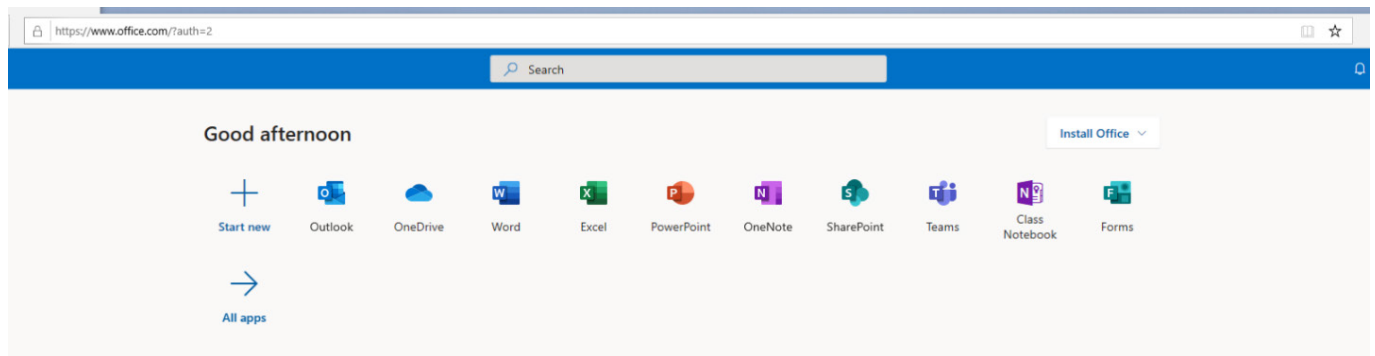 https://www.office.com/?auth=2
Search
Good afternoon
Install Office
Start new
Outlook
OneDrive
Word
Excel
PowerPoint
OneNote
SharePoint
Teams
Class
Notebook
Forms
All apps